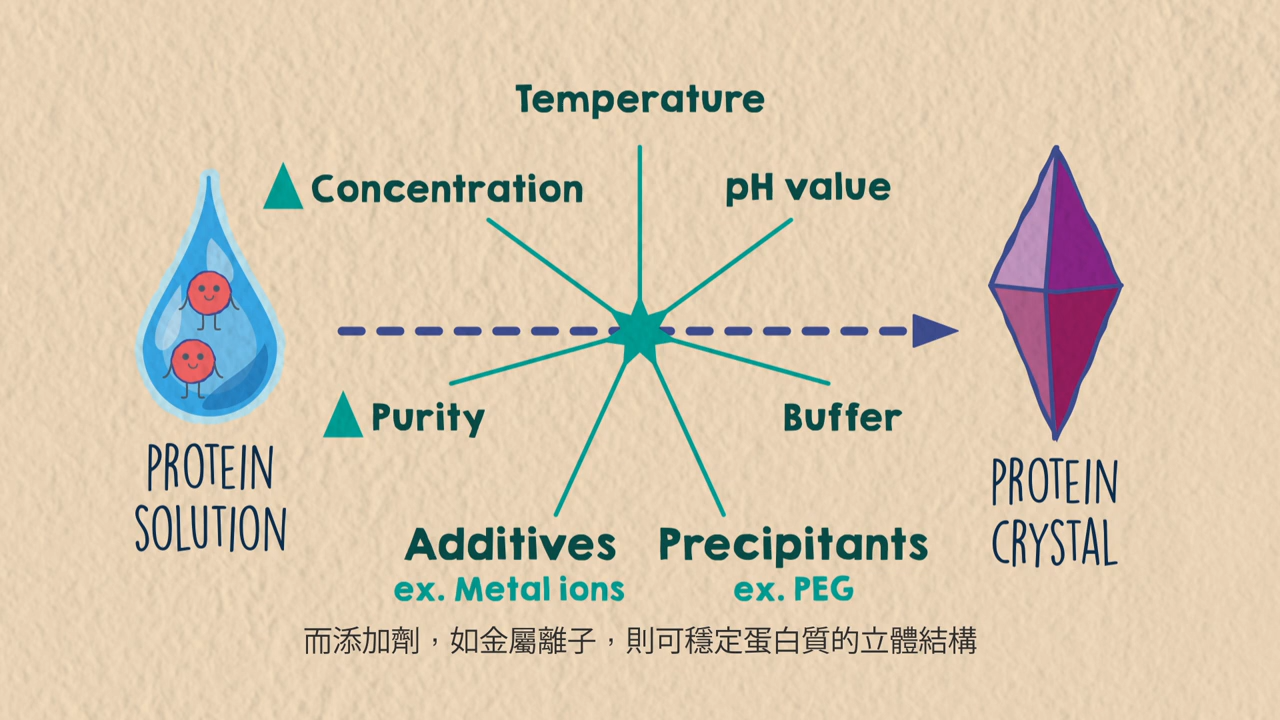 Temperature
Concentration
pH value
Purity
Buffer
PROTEIN
SOLUTION
PROTEIN
CRYSTAL
Additives
ex. Metal ions
Precipitants
ex. PEG
而添加劑，如金屬離子，則可穩定蛋白質的立體結構